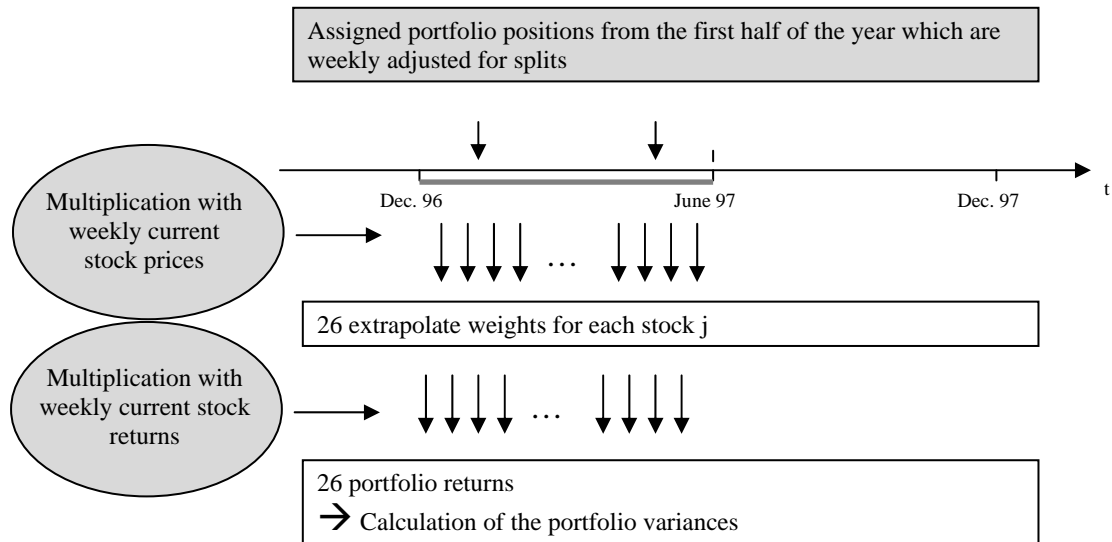 Assigned portfolio positions from the first half of the year which are
weekly adjusted for splits
Dec. 96
June 97
Dec. 97
t
Multiplication with
weekly current
stock prices
…
26 extrapolate weights for each stock j
Multiplication with
weekly current stock
returns
…
26 portfolio returns
→ Calculation of the portfolio variances